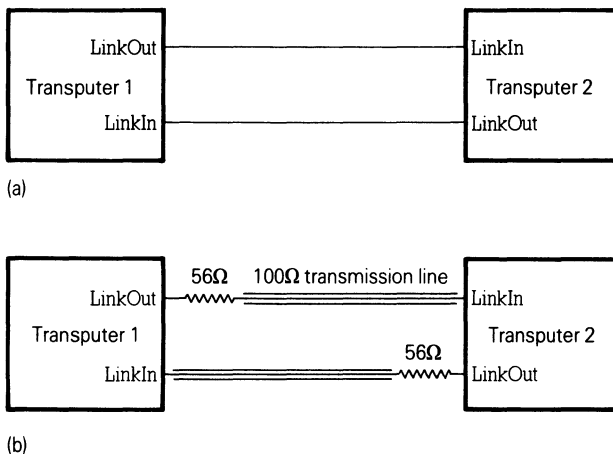 LinkOut LinkIn
Transputer 1 Transputer 2
LinkIn LinkOut
(a)
56Ω 100Ω transmission line
LinkOut LinkIn
Transputer 1 Transputer 2
56Ω
LinkIn LinkOut
(b)